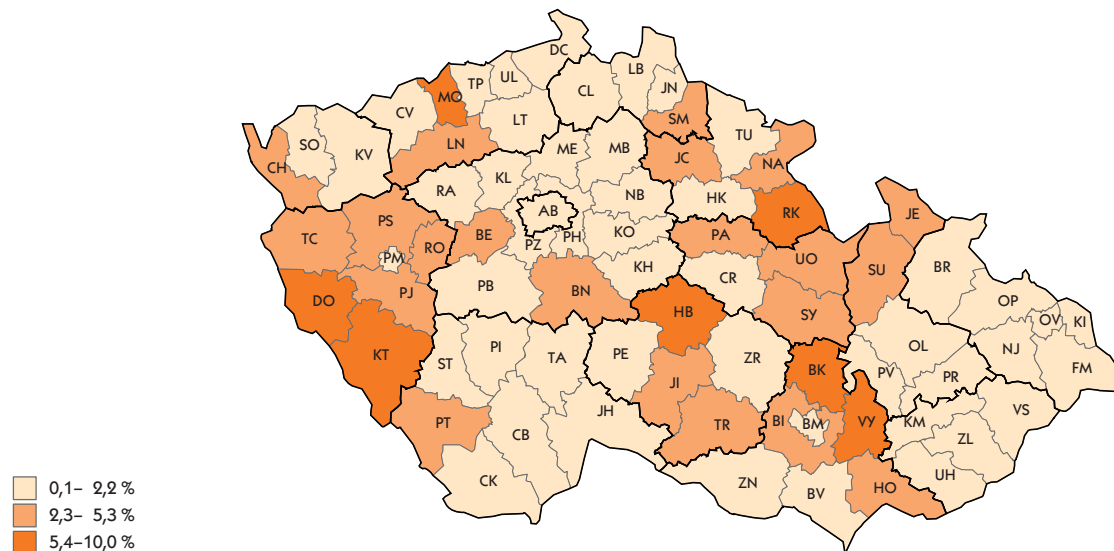 DC
LB
UL
TP
JN
CL
MO
CV
LT
SM
TU
LN
SO
ME
MB
JC
NA
KV
CH
KL
RA
NB
HK
AB
RK
JE
PS
TC
RO
BE
PH
KO
PA
PZ
PM
UO
SU
BR
KH
CR
PB
BN
PJ
DO
OP
HB
SY
OV
KI
PI
OL
NJ
KT
ST
TA
PE
ZR
FM
BK
PV
PR
JI
JH
VS
PT
TR
BI
BM
VY
KM
CB
ZL
UH
CK
ZN
BV
HO
0,1– 2,2 %
2,3– 5,3 %
5,4–10,0 %